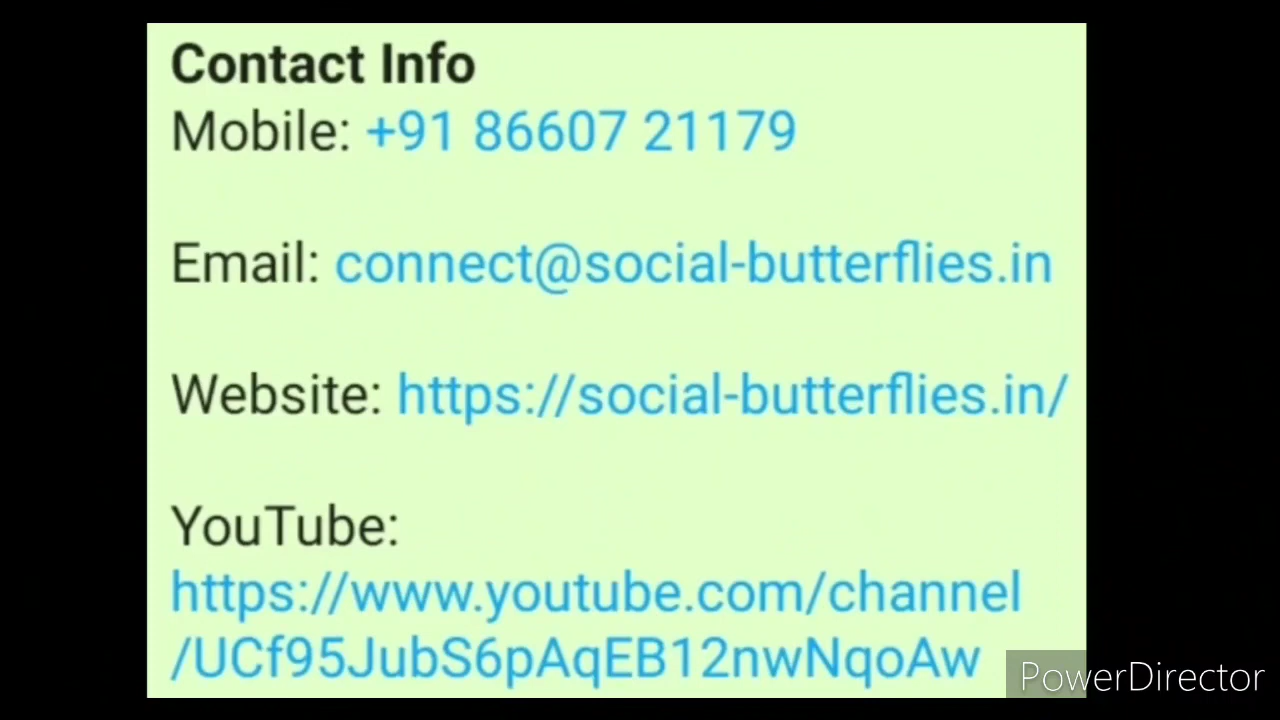 Contact Info
Mobile: +91 86607 21179
Email: connect@social-butterflies.in
Website: https://social-butterflies.in/
YouTube:
https://www.youtube.com/channel
/UCf95JubS6pAqEB12nwNqoAw
PowerDirector